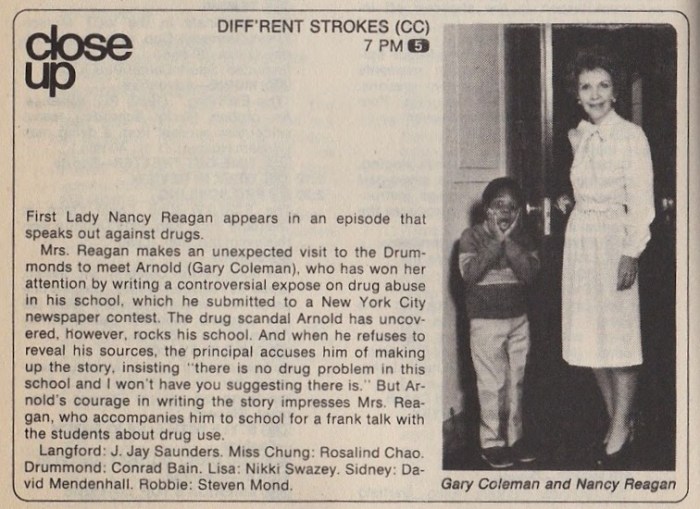 close
up
DIFF'RENT STROKES (CC)
7 PM 5
First Lady Nancy Reagan appears in an episode that
speaks out against drugs.
Mrs. Reagan makes an unexpected visit to the Drum-
monds to meet Arnold (Gary Coleman), who has won her
attention by writing a controversial expose on drug abuse
in his school, which he submitted to a New York City
newspaper contest. The drug scandal Arnold has uncov-
ered, however, rocks his school. And when he refuses to
reveal his sources, the principal accuses him of making
up the story, insisting "there is no drug problem in this
school and I won't have you suggesting there is." But Ar-
nold's courage in writing the story impresses Mrs. Rea-
gan, who accompanies him to school for a frank talk with
the students about drug use.
Langford: J. Jay Saunders. Miss Chung: Rosalind Chao.
Drummond: Conrad Bain. Lisa: Nikki Swazey. Sidney: Da-
vid Mendenhall. Robbie: Steven Mond.
Gary Coleman and Nancy Reagan